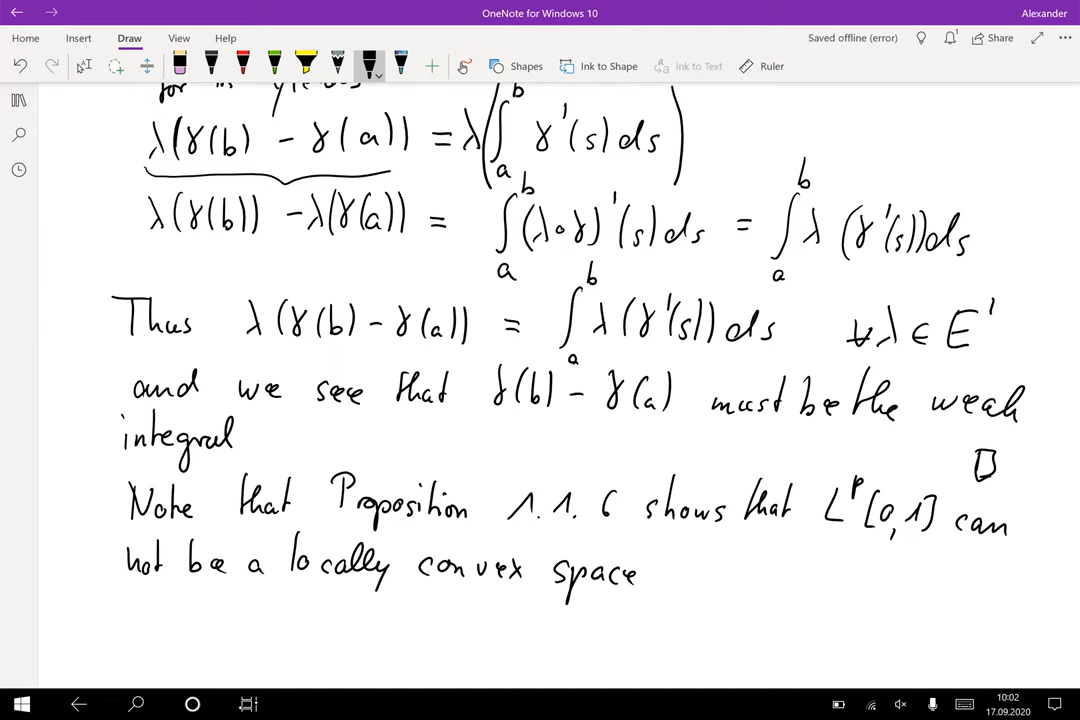 OneNote for Windows 10
Alexander
Home Insert Draw View Help
Saved offline (error)
Share
Shapes
Ink to Shape
Ink to Text
Ruler
for in yields
λ(γ(b) - γ(a)) = λ(∫_a^b γ'(s)ds)
λ(γ(b)) - λ(γ(a)) = ∫_a^b (λ∘γ)'(s)ds = ∫_a^b λ(γ'(s))ds
Thus λ(γ(b) - γ(a)) = ∫_a^b λ(γ'(s))ds ∀λ ∈ E'
and we see that γ(b) - γ(a) must be the weak
integral
□
Note that Proposition 1.1.6 shows that L^p[0,1] can
not be a locally convex space
10:02
17.09.2020